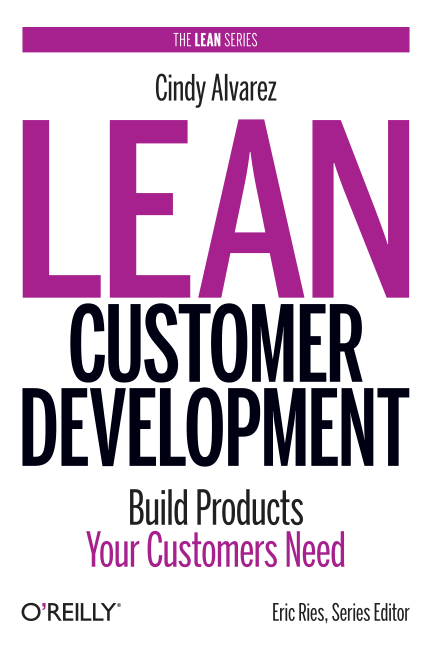 THE LEAN SERIES
Cindy Alvarez
LEAN
CUSTOMER
DEVELOPMENT
Build Products
Your Customers Need
O'REILLY®
Eric Ries, Series Editor